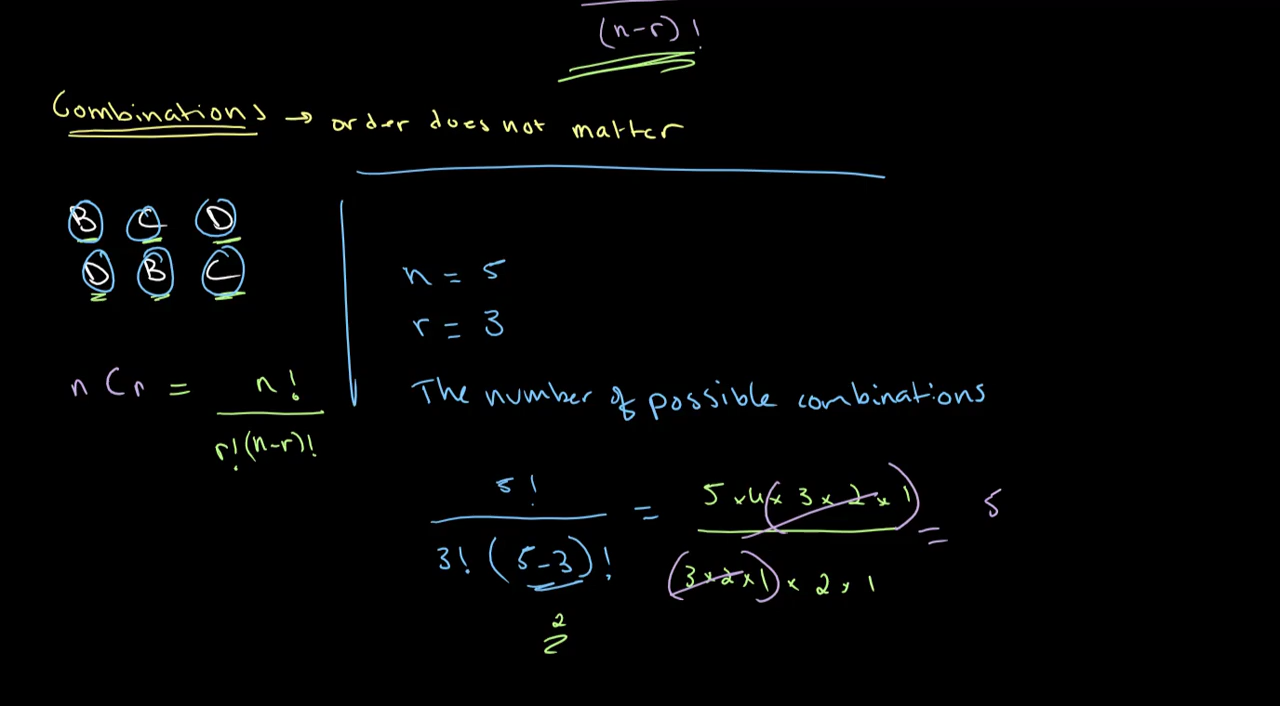 (n-r)!
Combinations → order does not matter
B C D
D B C
n = 5
r = 3
nCr = n! / r!(n-r)!
The number of possible combinations
5! / 3!(5-3)! = 5×4(×3×2×1) / (3×2×1)×2×1 = 5
2